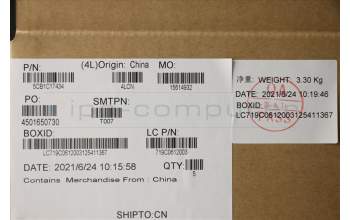 P/N:
(4L)Origin: China
MO:
5CB1C17434
4LCN
15614932
PO:
SMTPN:
4501650730
T007
BOXID
LC P/N:
LC719C0612003125411367
719C0612003
DATE: 2021/6/24 10:15:58
QTY:
5
Contains Merchandise From : China
SHIPTO:CN
净重: WEIGHT: 3.30 Kg
DATE: 2021/6/24 10:19:46
BOXID:
LC719C0612003125411367